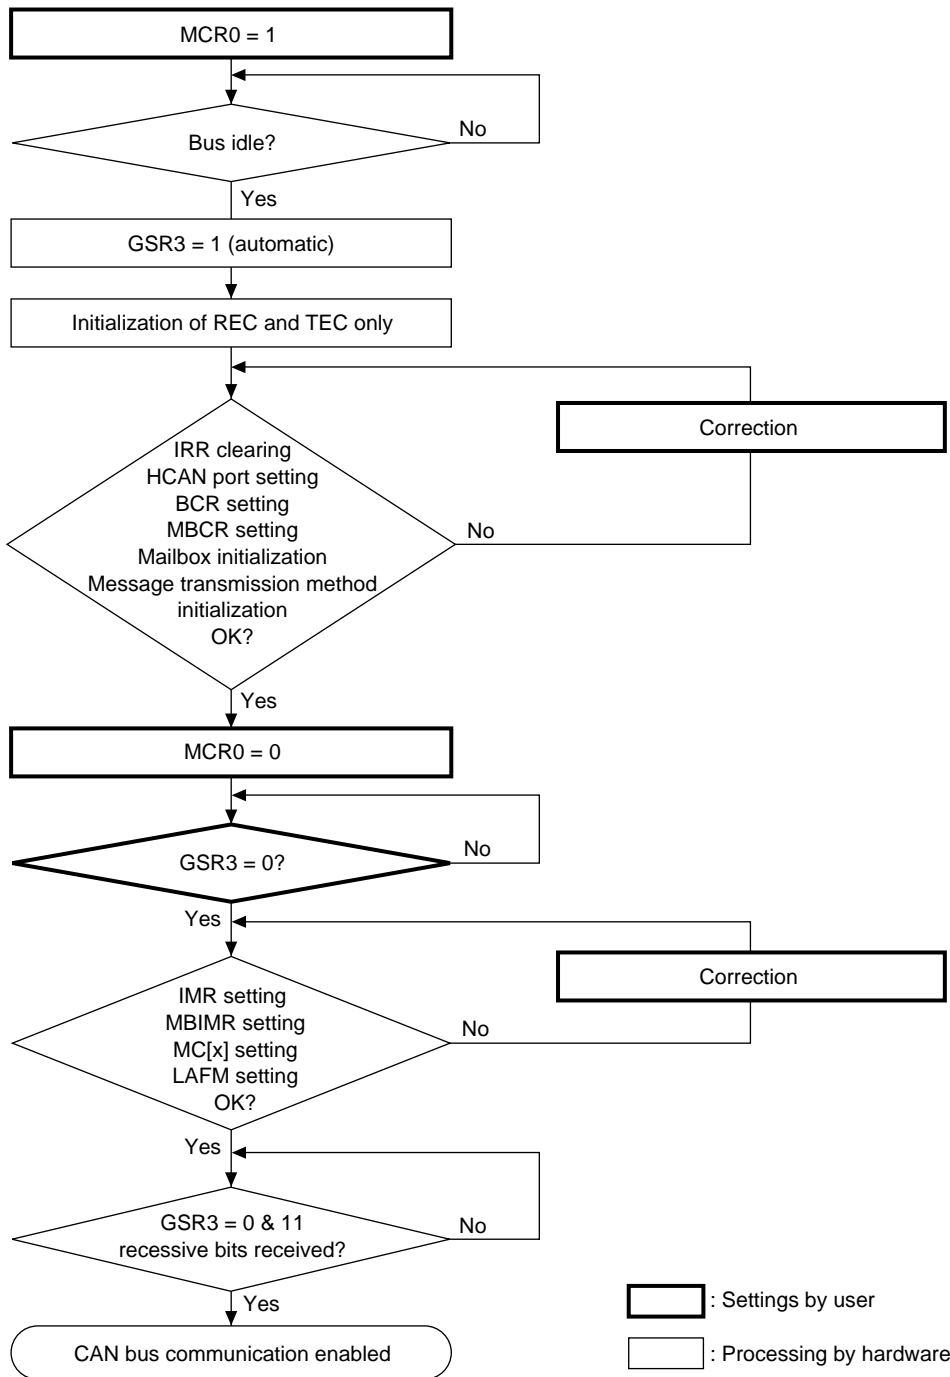 MCR0 = 1
Bus idle?
No
Yes
GSR3 = 1 (automatic)
Initialization of REC and TEC only
Correction
IRR clearing
HCAN port setting
BCR setting
MBCR setting
Mailbox initialization
Message transmission method
initialization
OK?
No
Yes
MCR0 = 0
GSR3 = 0?
No
Yes
Correction
IMR setting
MBIMR setting
MC[x] setting
LAFM setting
OK?
No
Yes
GSR3 = 0 & 11
recessive bits received?
No
Yes
CAN bus communication enabled
: Settings by user
: Processing by hardware